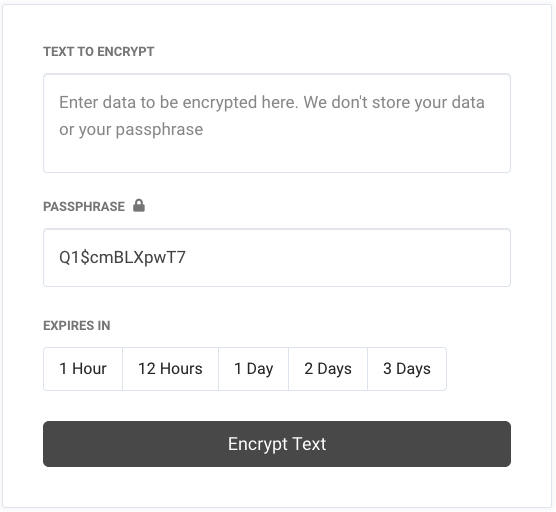 TEXT TO ENCRYPT
Enter data to be encrypted here. We don't store your data
or your passphrase
PASSPHRASE
Q1$cmBLXpwT7
EXPIRES IN
1 Hour 12 Hours 1 Day 2 Days 3 Days
Encrypt Text